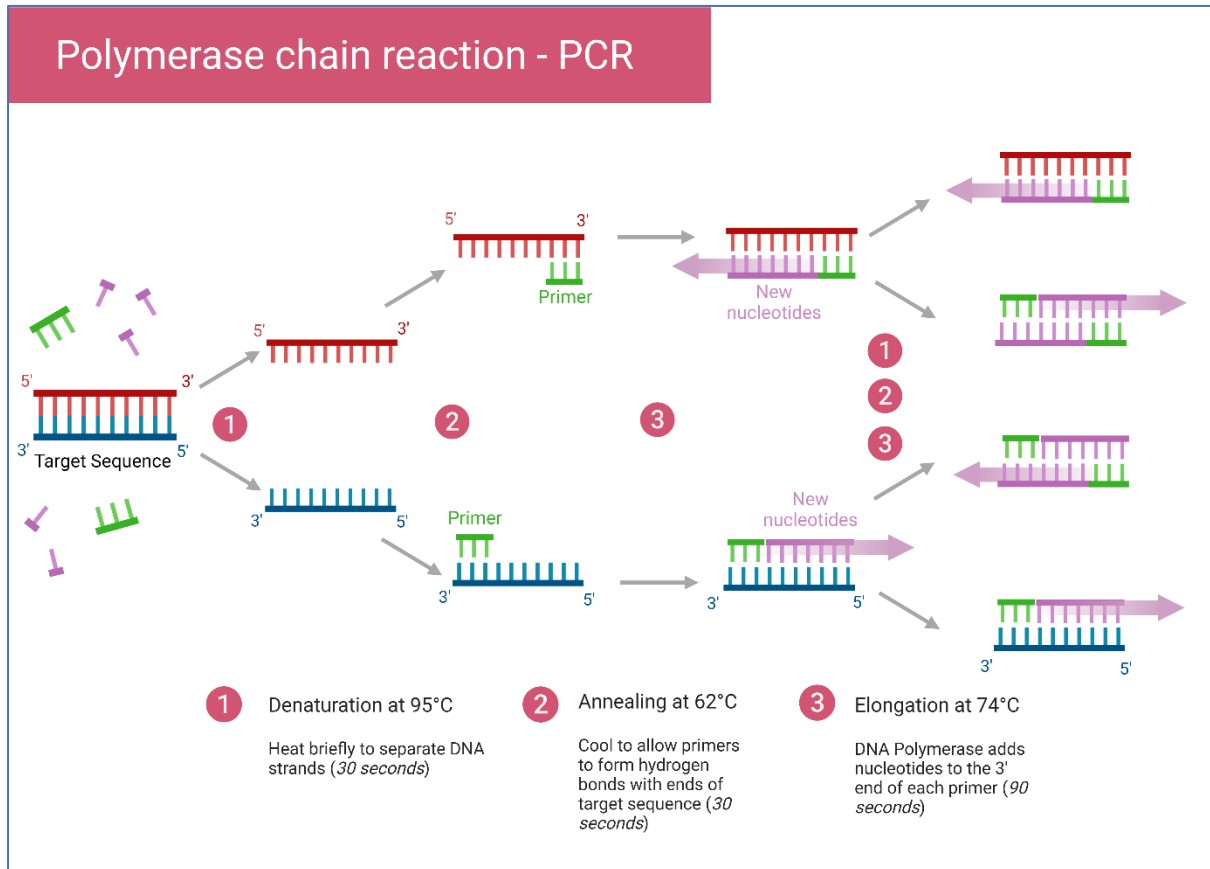 Polymerase chain reaction - PCR
5'
3'
5'
3'
Primer
New
nucleotides
5'
3'
5'
3'
3'
5'
Target Sequence
1
2
3
1
2
3
3'
5'
Primer
3'
5'
New
nucleotides
3'
5'
3'
5'
1
Denaturation at 95°C
Heat briefly to separate DNA
strands (30 seconds)
2
Annealing at 62°C
Cool to allow primers
to form hydrogen
bonds with ends of
target sequence (30
seconds)
3
Elongation at 74°C
DNA Polymerase adds
nucleotides to the 3'
end of each primer (90
seconds)